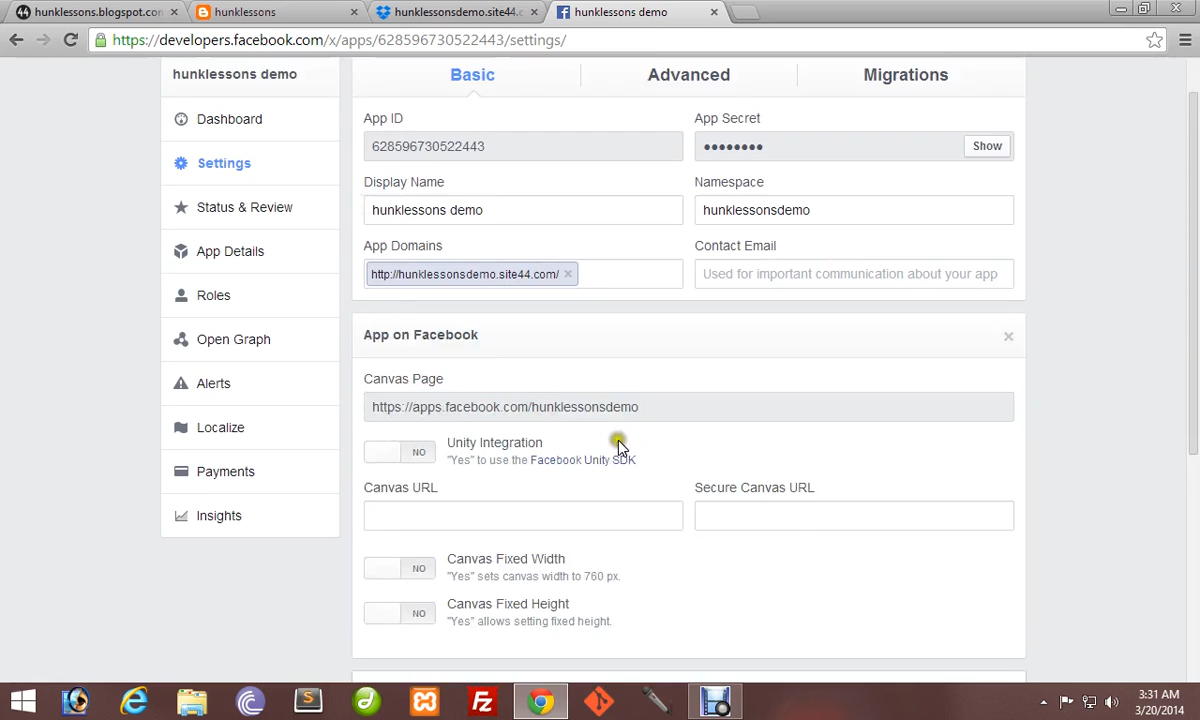 hunklessons.blogspot.con
hunklessons
hunklessonsdemo.site44.c
hunklessons demo
https://developers.facebook.com/x/apps/628596730522443/settings/
hunklessons demo
Dashboard
Settings
Status & Review
App Details
Roles
Open Graph
Alerts
Localize
Payments
Insights
Basic
Advanced
Migrations
App ID
App Secret
628596730522443
••••••••
Show
Display Name
Namespace
hunklessons demo
hunklessonsdemo
App Domains
Contact Email
http://hunklessonsdemo.site44.com/ ×
Used for important communication about your app
App on Facebook
Canvas Page
https://apps.facebook.com/hunklessonsdemo
NO
Unity Integration
"Yes" to use the Facebook Unity SDK
Canvas URL
Secure Canvas URL
NO
Canvas Fixed Width
"Yes" sets canvas width to 760 px.
NO
Canvas Fixed Height
"Yes" allows setting fixed height.
3:31 AM
3/20/2014